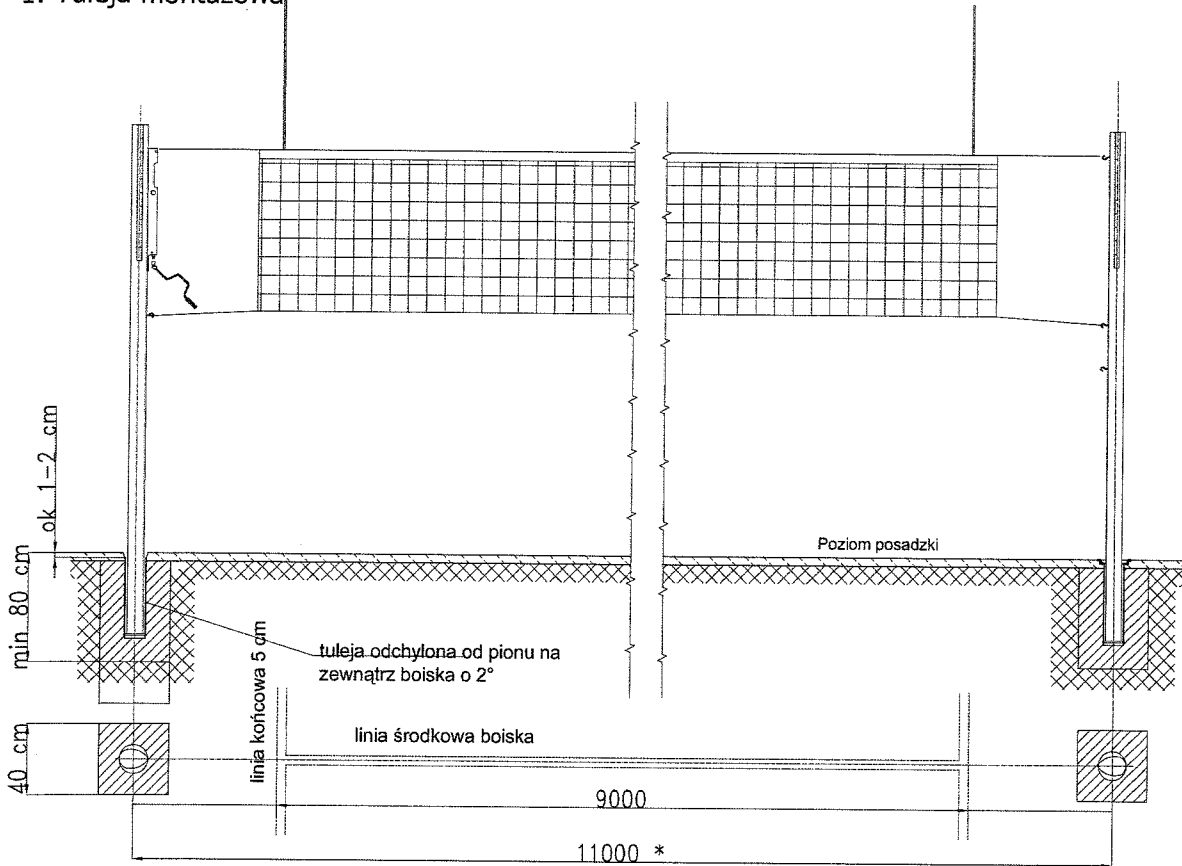 1. Tuleja montażowa
ok 1-2 cm
Poziom posadzki
min 80 cm
tuleja odchylona od pionu na
zewnątrz boiska o 2°
linia końcowa 5 cm
linia środkowa boiska
40 cm
9000
11000 *